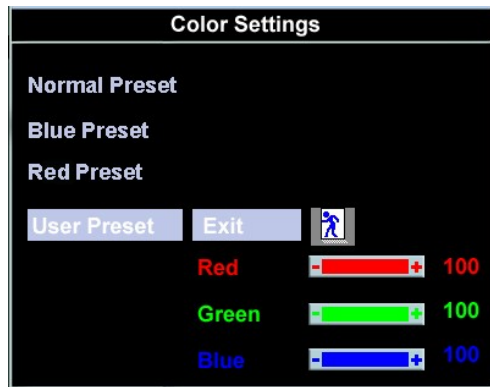 Color Settings
Normal Preset
Blue Preset
Red Preset
User Preset Exit
Red - + 100
Green - + 100
Blue - + 100